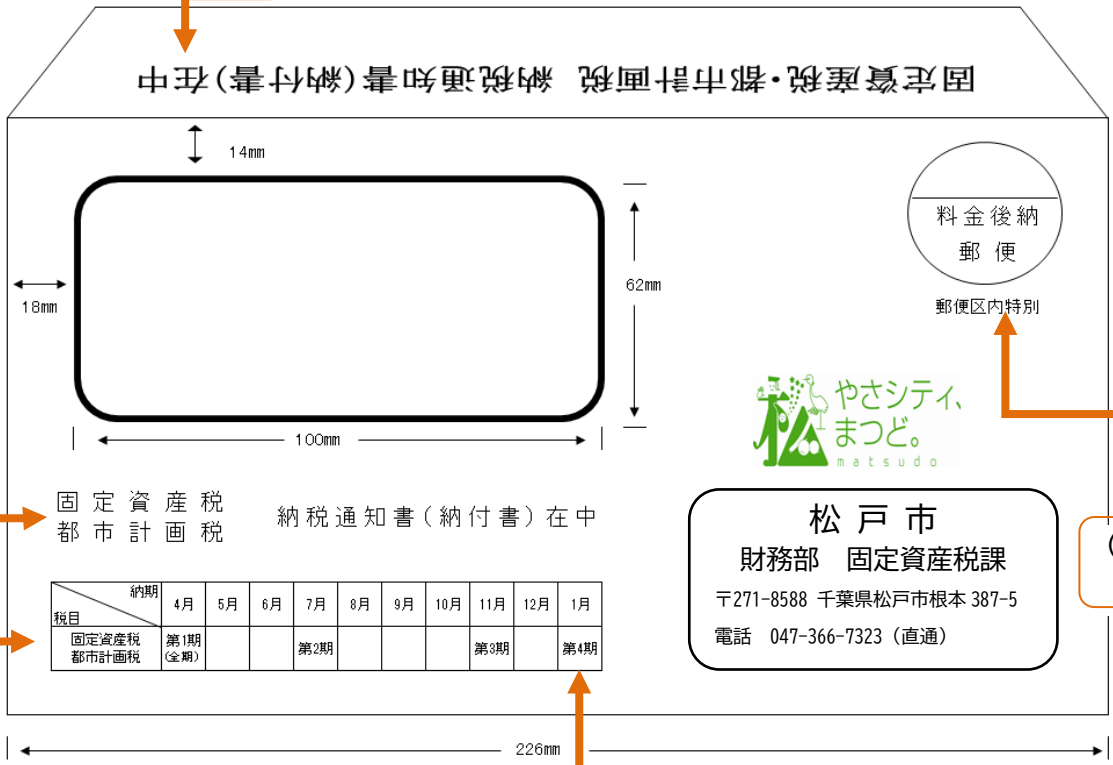 固定資産税・都市計画税 納税通知書(納付書)在中
14mm
料金後納
郵便
郵便区内特別
18mm
62mm
100mm
やさシティ、
まつど。
matsudo
固定資産税
都市計画税
納税通知書(納付書)在中
松戸市
財務部 固定資産税課
〒271-8588 千葉県松戸市根本 387-5
電話 047-366-7323（直通）
納期 4月 5月 6月 7月 8月 9月 10月 11月 12月 1月
税目
固定資産税 都市計画税 第1期(全期) 第2期 第3期 第4期
226mm
(